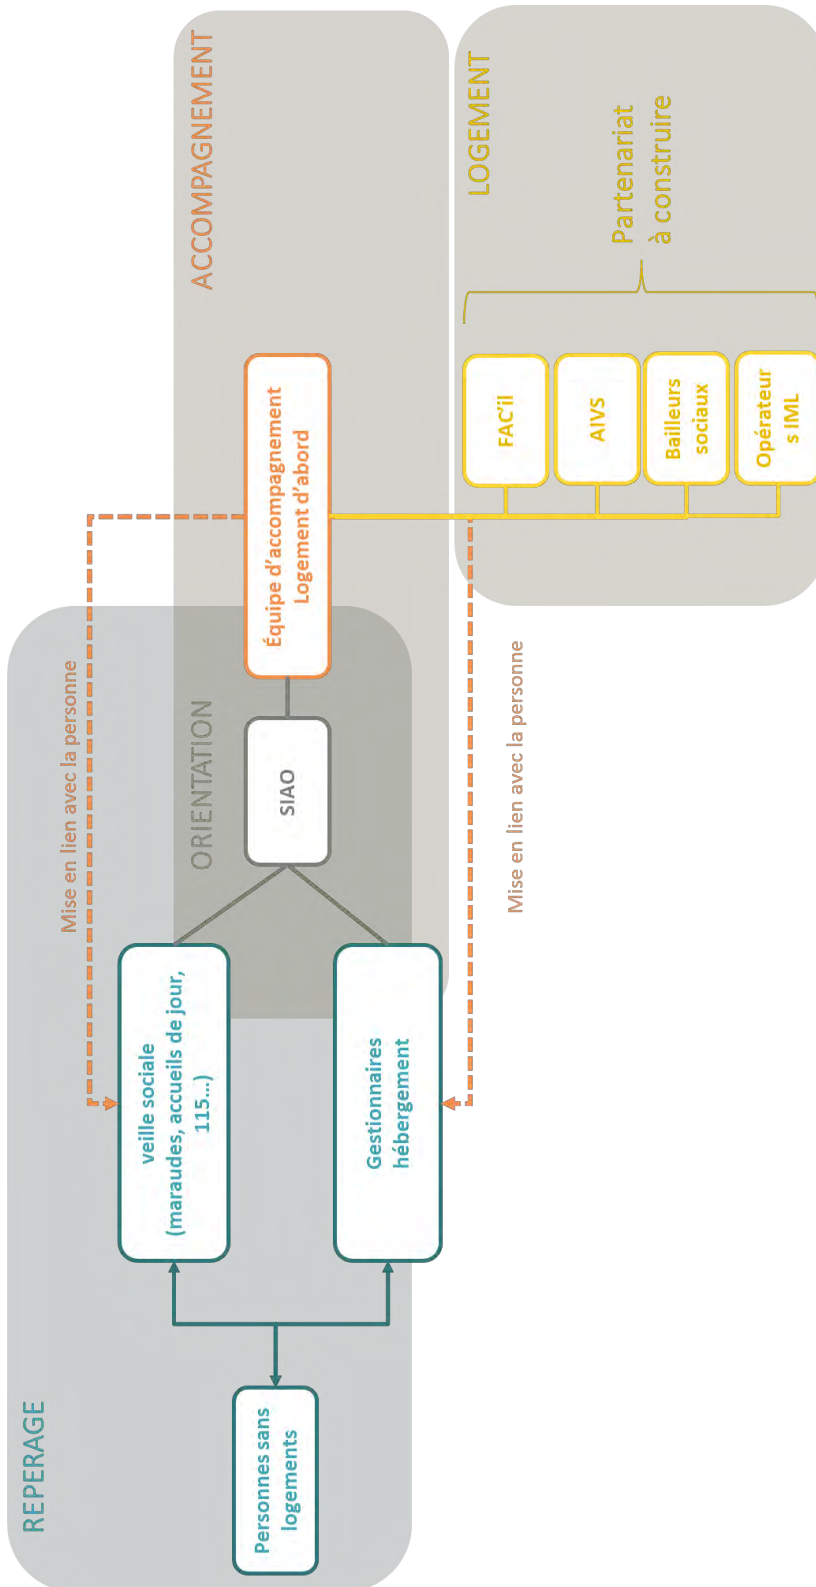 REPERAGE
Personnes sans
logements
veille sociale
(maraudes, accueils de jour,
115...)
Gestionnaires
hébergement
Mise en lien avec la personne
ORIENTATION
SIAO
Équipe d'accompagnement
Logement d'abord
ACCOMPAGNEMENT
Mise en lien avec la personne
LOGEMENT
FAC'il
AIVS
Bailleurs
sociaux
Opérateur
s IML
Partenariat
à construire